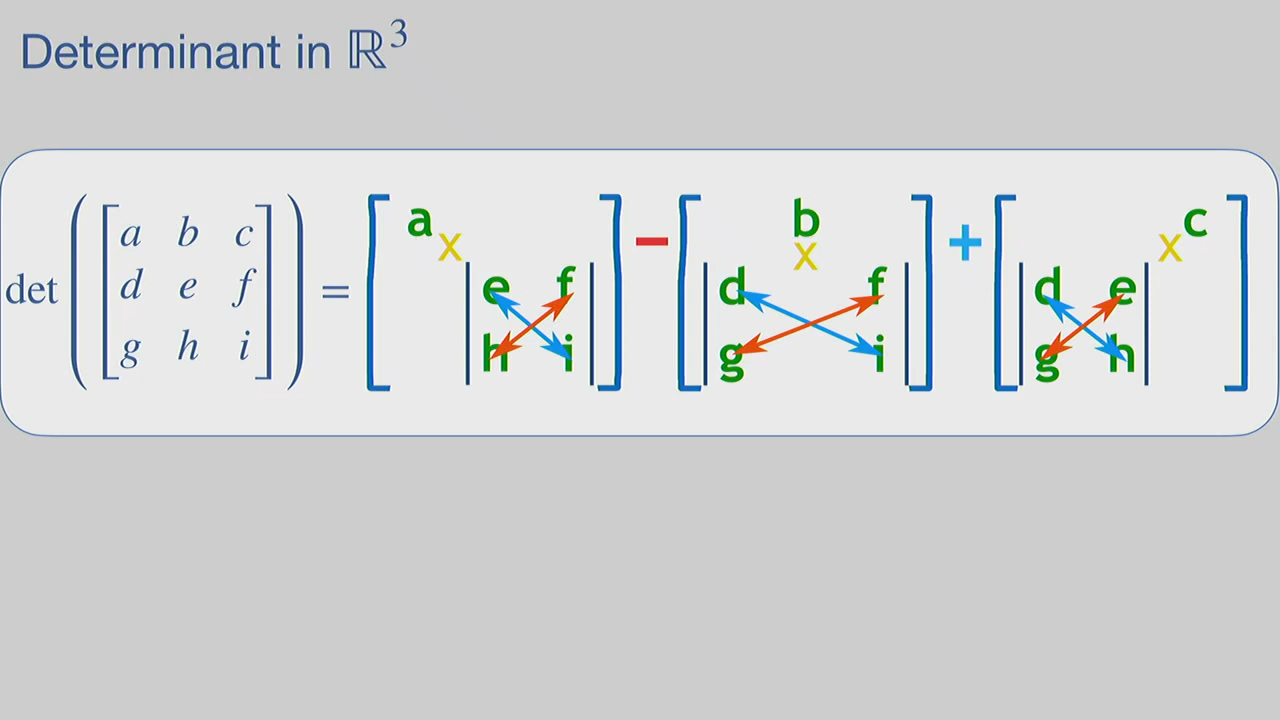 Determinant in ℝ³
a b c a x b x c
det d e f = e f − d f + d e
g h i h i g i g h